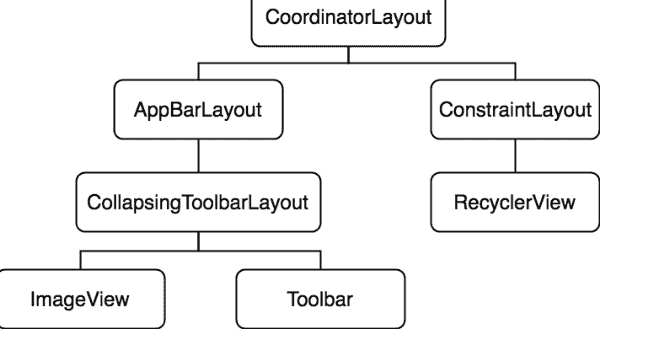 CoordinatorLayout
AppBarLayout
ConstraintLayout
CollapsingToolbarLayout
RecyclerView
ImageView
Toolbar